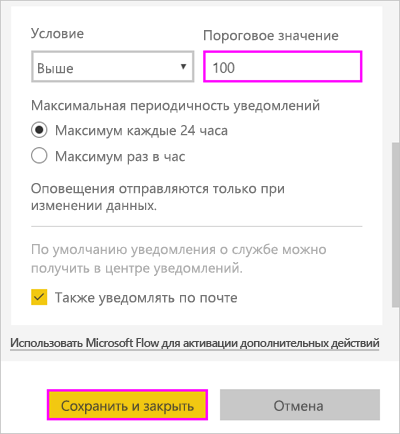 Условие
Пороговое значение
Выше
100
Максимальная периодичность уведомлений
Максимум каждые 24 часа
Максимум раз в час
Оповещения отправляются только при
изменении данных.
По умолчанию уведомления о службе можно
получить в центре уведомлений.
Также уведомлять по почте
Использовать Microsoft Flow для активации дополнительных действий
Сохранить и закрыть
Отмена